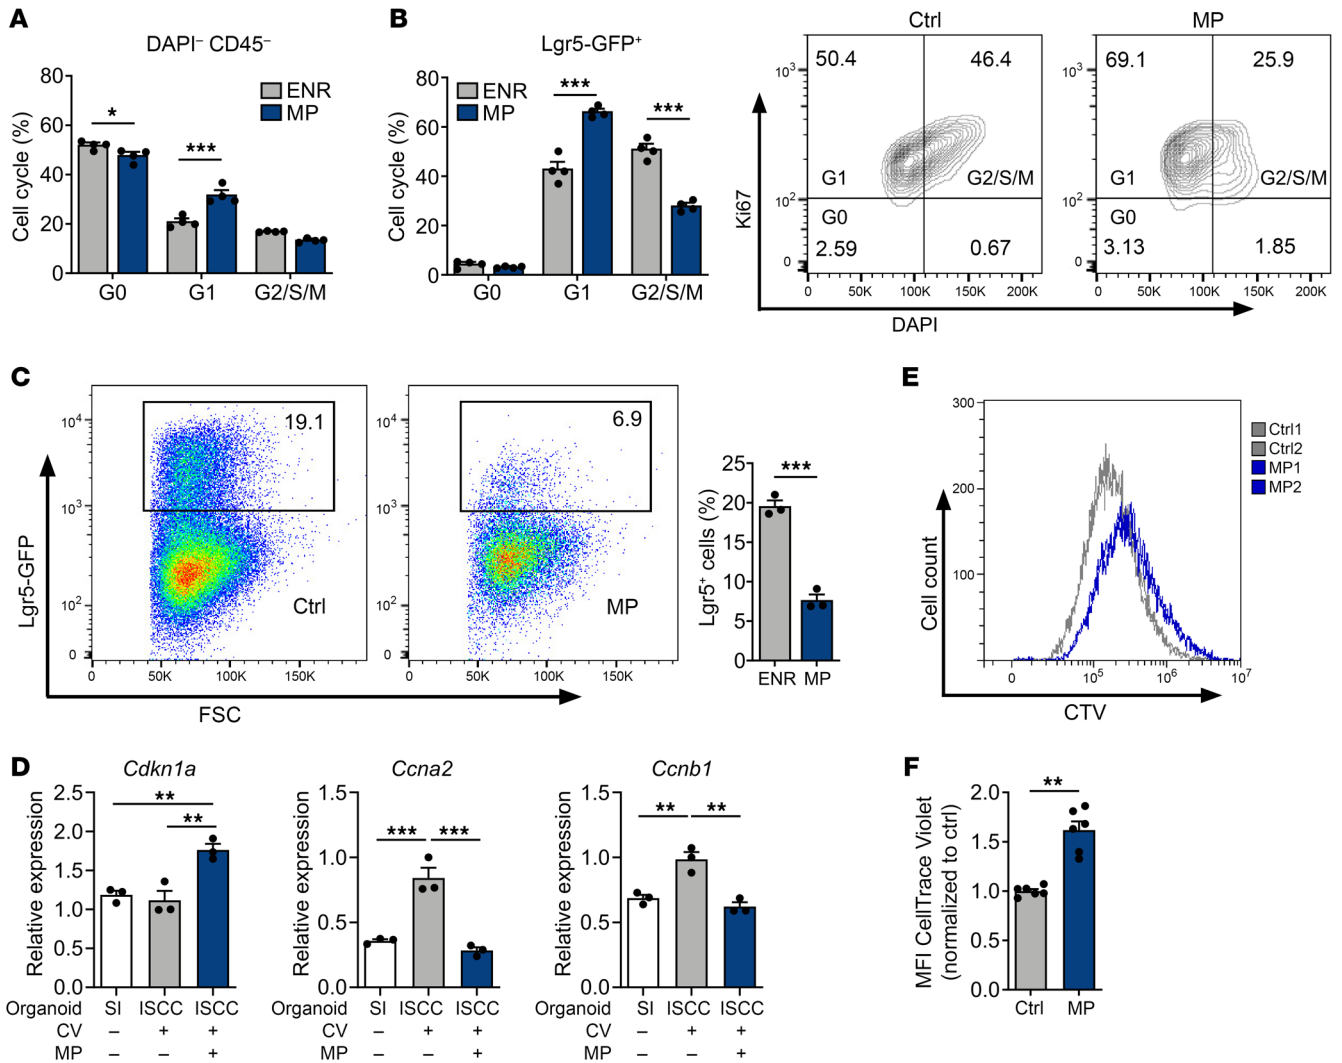 A
DAPI– CD45–
Cell cycle (%)
80
60
40
20
0
*
***
ENR
MP
G0
G1
G2/S/M
B
Lgr5-GFP+
Cell cycle (%)
80
60
40
20
0
ENR
MP
***
***
G0
G1
G2/S/M
Ctrl
MP
Ki67
10³
10²
0
50.4
46.4
G1
G2/S/M
G0
2.59
0.67
0
50K
100K
150K
200K
10³
10²
0
69.1
25.9
G1
G2/S/M
G0
3.13
1.85
0
50K
100K
150K
200K
DAPI
C
Lgr5-GFP
10⁴
10³
10²
0
19.1
Ctrl
0
50K
100K
150K
10⁴
10³
10²
0
6.9
MP
0
50K
100K
150K
FSC
Lgr5+ cells (%)
25
20
15
10
5
0
***
ENR MP
E
Cell count
300
200
100
0
10⁵
10⁶
10⁷
CTV
Ctrl1
Ctrl2
MP1
MP2
D
Cdkn1a
Relative expression
2.5
2.0
1.5
1.0
0.5
0.0
**
**
Organoid SI ISCC ISCC
CV – + +
MP – – +
Ccna2
Relative expression
1.5
1.0
0.5
0.0
*** ***
Organoid SI ISCC ISCC
CV – + +
MP – – +
Ccnb1
Relative expression
1.5
1.0
0.5
0.0
** **
Organoid SI ISCC ISCC
CV – + +
MP – – +
F
MFI CellTrace Violet
(normalized to ctrl)
2.0
1.5
1.0
0.5
0.0
**
Ctrl MP